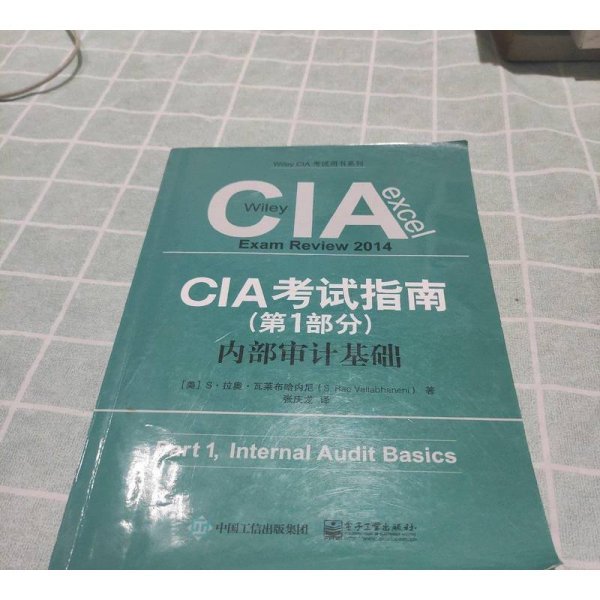 Wiley CIA 考试用书系列
CIA excel
Wiley
Exam Review 2014
CIA考试指南
(第1部分)
内部审计基础
[美] S·拉奥·瓦莱布哈内尼 (S. Rao Vallabhaneni) 著
张庆龙 译
Part 1, Internal Audit Basics
中国工信出版集团
电子工业出版社